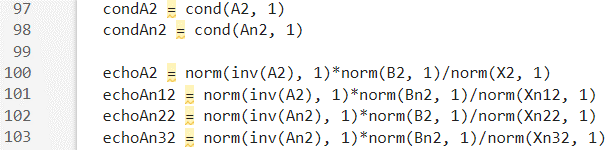 97 condA2 = cond(A2, 1)
98 condAn2 = cond(An2, 1)
99
100 echoA2 = norm(inv(A2), 1)*norm(B2, 1)/norm(X2, 1)
101 echoAn12 = norm(inv(A2), 1)*norm(Bn2, 1)/norm(Xn12, 1)
102 echoAn22 = norm(inv(An2), 1)*norm(B2, 1)/norm(Xn22, 1)
103 echoAn32 = norm(inv(An2), 1)*norm(Bn2, 1)/norm(Xn32, 1)